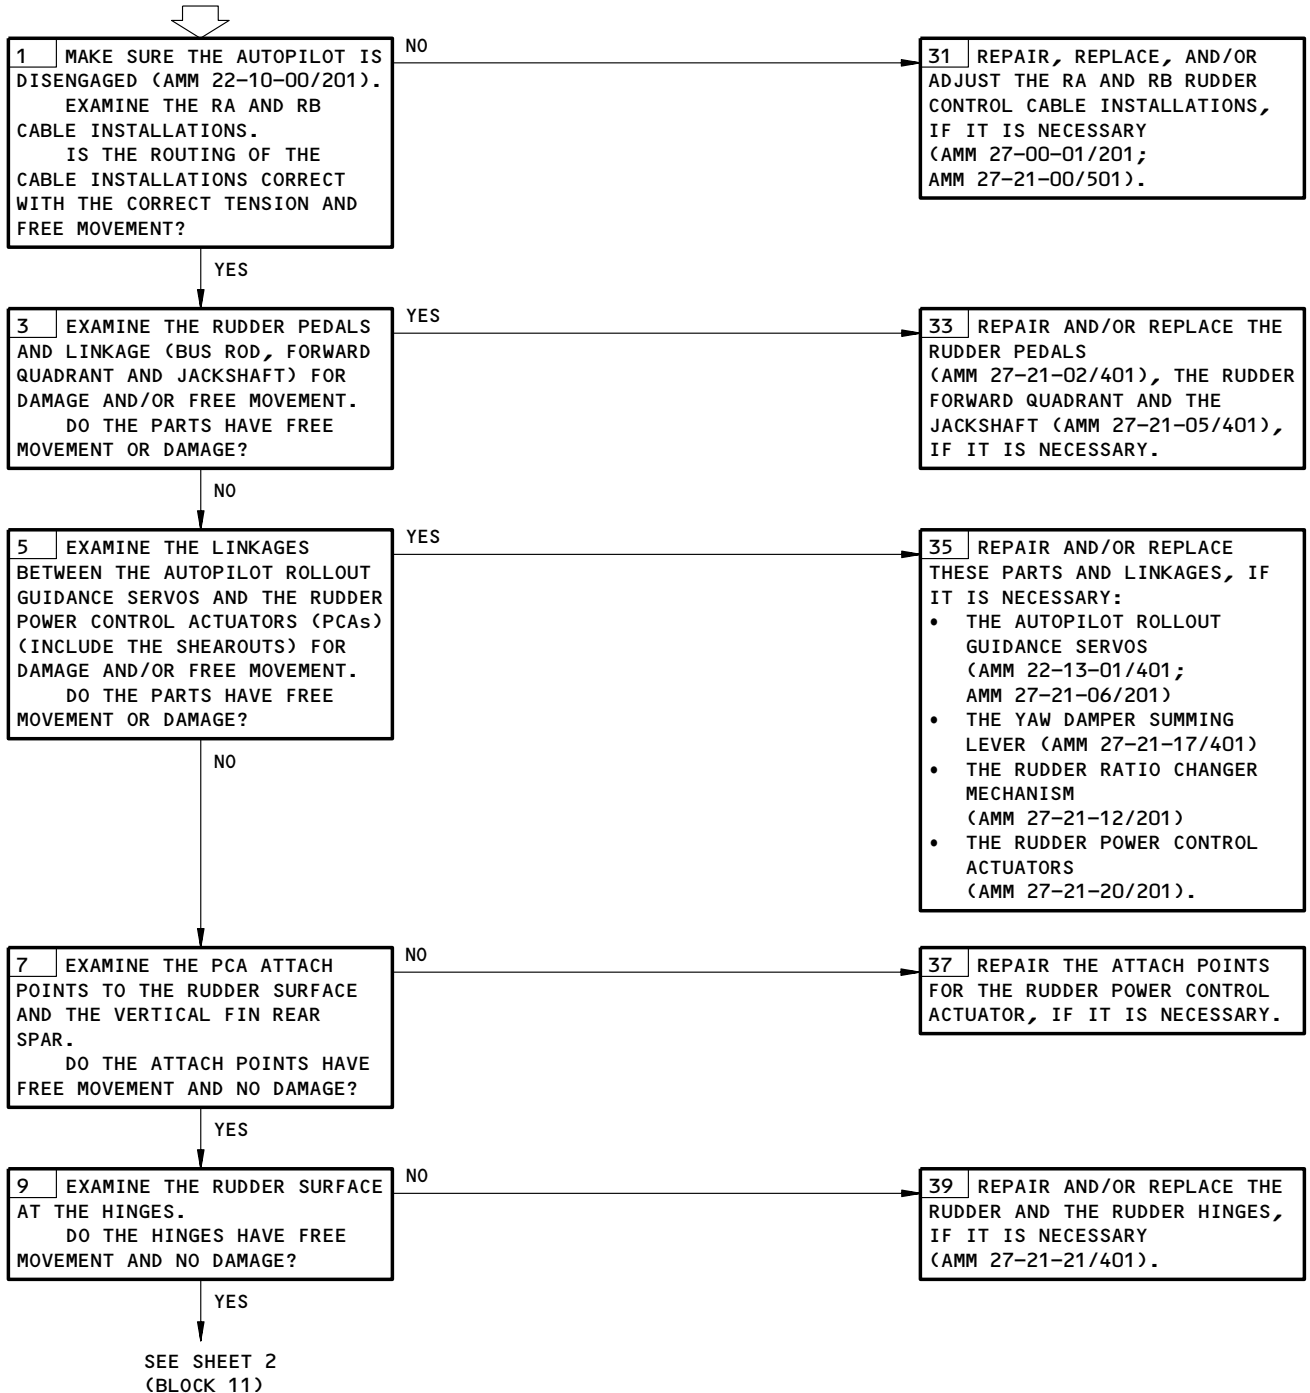 1 MAKE SURE THE AUTOPILOT IS
DISENGAGED (AMM 22-10-00/201).
EXAMINE THE RA AND RB
CABLE INSTALLATIONS.
IS THE ROUTING OF THE
CABLE INSTALLATIONS CORRECT
WITH THE CORRECT TENSION AND
FREE MOVEMENT?
NO
31 REPAIR, REPLACE, AND/OR
ADJUST THE RA AND RB RUDDER
CONTROL CABLE INSTALLATIONS,
IF IT IS NECESSARY
(AMM 27-00-01/201;
AMM 27-21-00/501).
YES
3 EXAMINE THE RUDDER PEDALS
AND LINKAGE (BUS ROD, FORWARD
QUADRANT AND JACKSHAFT) FOR
DAMAGE AND/OR FREE MOVEMENT.
DO THE PARTS HAVE FREE
MOVEMENT OR DAMAGE?
YES
33 REPAIR AND/OR REPLACE THE
RUDDER PEDALS
(AMM 27-21-02/401), THE RUDDER
FORWARD QUADRANT AND THE
JACKSHAFT (AMM 27-21-05/401),
IF IT IS NECESSARY.
NO
5 EXAMINE THE LINKAGES
BETWEEN THE AUTOPILOT ROLLOUT
GUIDANCE SERVOS AND THE RUDDER
POWER CONTROL ACTUATORS (PCAs)
(INCLUDE THE SHEAROUTS) FOR
DAMAGE AND/OR FREE MOVEMENT.
DO THE PARTS HAVE FREE
MOVEMENT OR DAMAGE?
YES
35 REPAIR AND/OR REPLACE
THESE PARTS AND LINKAGES, IF
IT IS NECESSARY:
• THE AUTOPILOT ROLLOUT
GUIDANCE SERVOS
(AMM 22-13-01/401;
AMM 27-21-06/201)
• THE YAW DAMPER SUMMING
LEVER (AMM 27-21-17/401)
• THE RUDDER RATIO CHANGER
MECHANISM
(AMM 27-21-12/201)
• THE RUDDER POWER CONTROL
ACTUATORS
(AMM 27-21-20/201).
NO
7 EXAMINE THE PCA ATTACH
POINTS TO THE RUDDER SURFACE
AND THE VERTICAL FIN REAR
SPAR.
DO THE ATTACH POINTS HAVE
FREE MOVEMENT AND NO DAMAGE?
NO
37 REPAIR THE ATTACH POINTS
FOR THE RUDDER POWER CONTROL
ACTUATOR, IF IT IS NECESSARY.
YES
9 EXAMINE THE RUDDER SURFACE
AT THE HINGES.
DO THE HINGES HAVE FREE
MOVEMENT AND NO DAMAGE?
NO
39 REPAIR AND/OR REPLACE THE
RUDDER AND THE RUDDER HINGES,
IF IT IS NECESSARY
(AMM 27-21-21/401).
YES
SEE SHEET 2
(BLOCK 11)